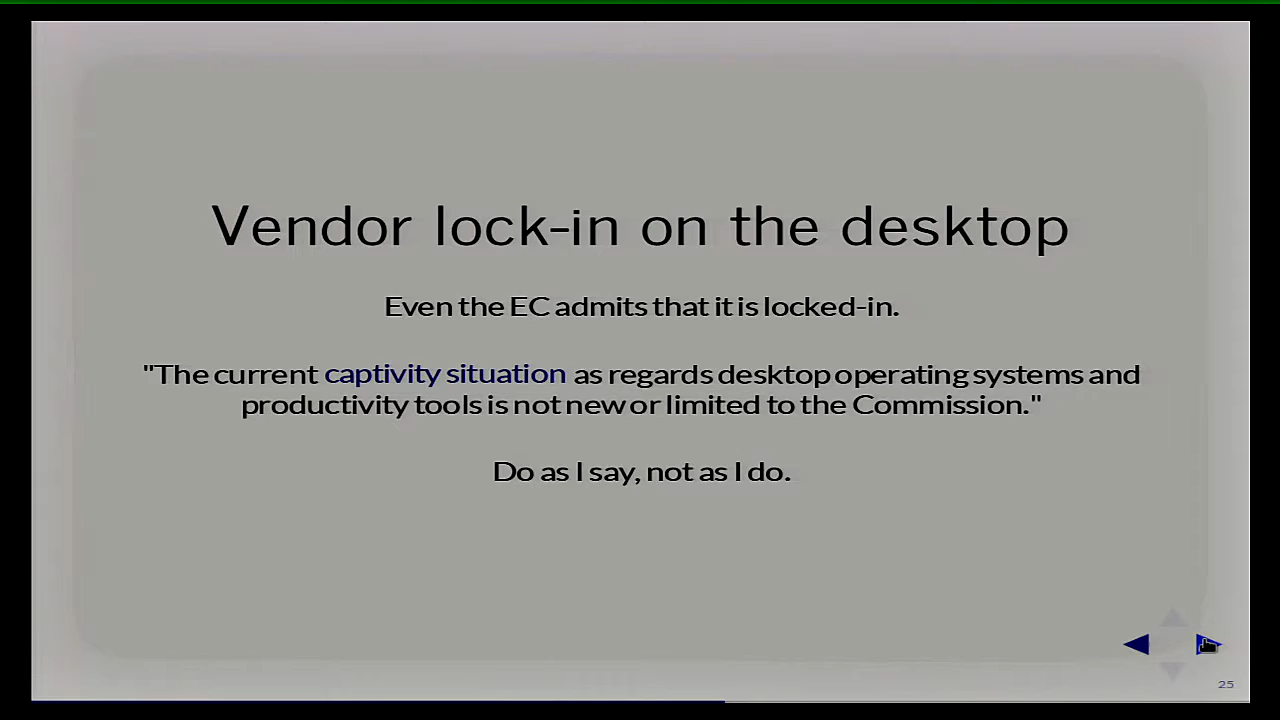 Vendor lock-in on the desktop
Even the EC admits that it is locked-in.
"The current captivity situation as regards desktop operating systems and
productivity tools is not new or limited to the Commission."
Do as I say, not as I do.
25